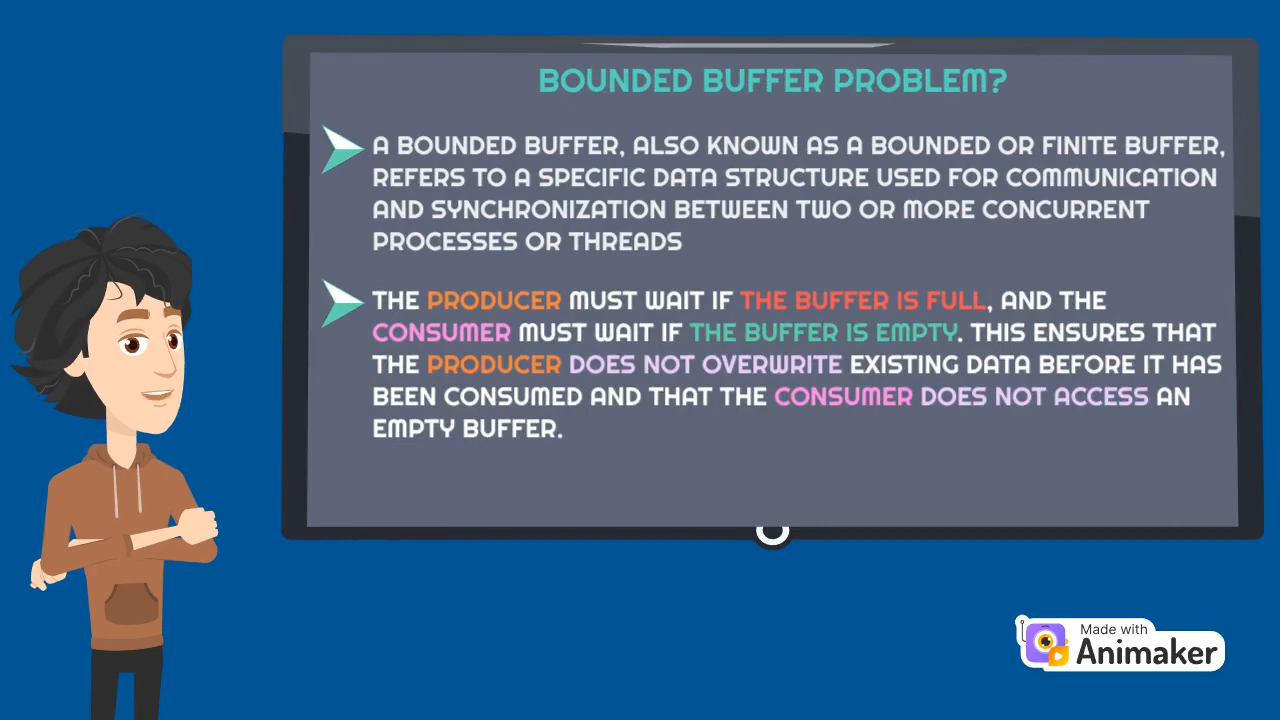 BOUNDED BUFFER PROBLEM?
A BOUNDED BUFFER, ALSO KNOWN AS A BOUNDED OR FINITE BUFFER,
REFERS TO A SPECIFIC DATA STRUCTURE USED FOR COMMUNICATION
AND SYNCHRONIZATION BETWEEN TWO OR MORE CONCURRENT
PROCESSES OR THREADS
THE PRODUCER MUST WAIT IF THE BUFFER IS FULL, AND THE
CONSUMER MUST WAIT IF THE BUFFER IS EMPTY. THIS ENSURES THAT
THE PRODUCER DOES NOT OVERWRITE EXISTING DATA BEFORE IT HAS
BEEN CONSUMED AND THAT THE CONSUMER DOES NOT ACCESS AN
EMPTY BUFFER.
Made with
Animaker